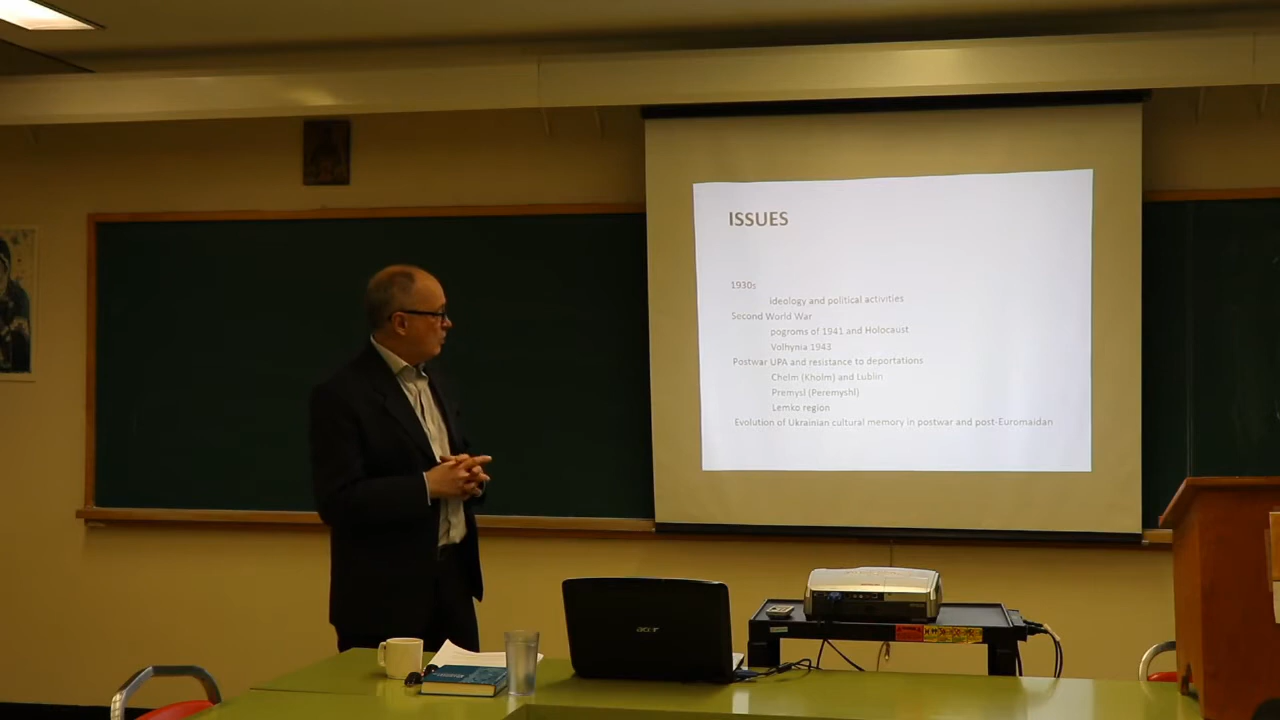 ISSUES
1930s
ideology and political activities
Second World War
pogroms of 1941 and Holocaust
Volhynia 1943
Postwar UPA and resistance to deportations
Chelm (Kholm) and Lublin
Premysl (Peremyshl)
Lemko region
Evolution of Ukrainian cultural memory in postwar and post-Euromaidan
acer